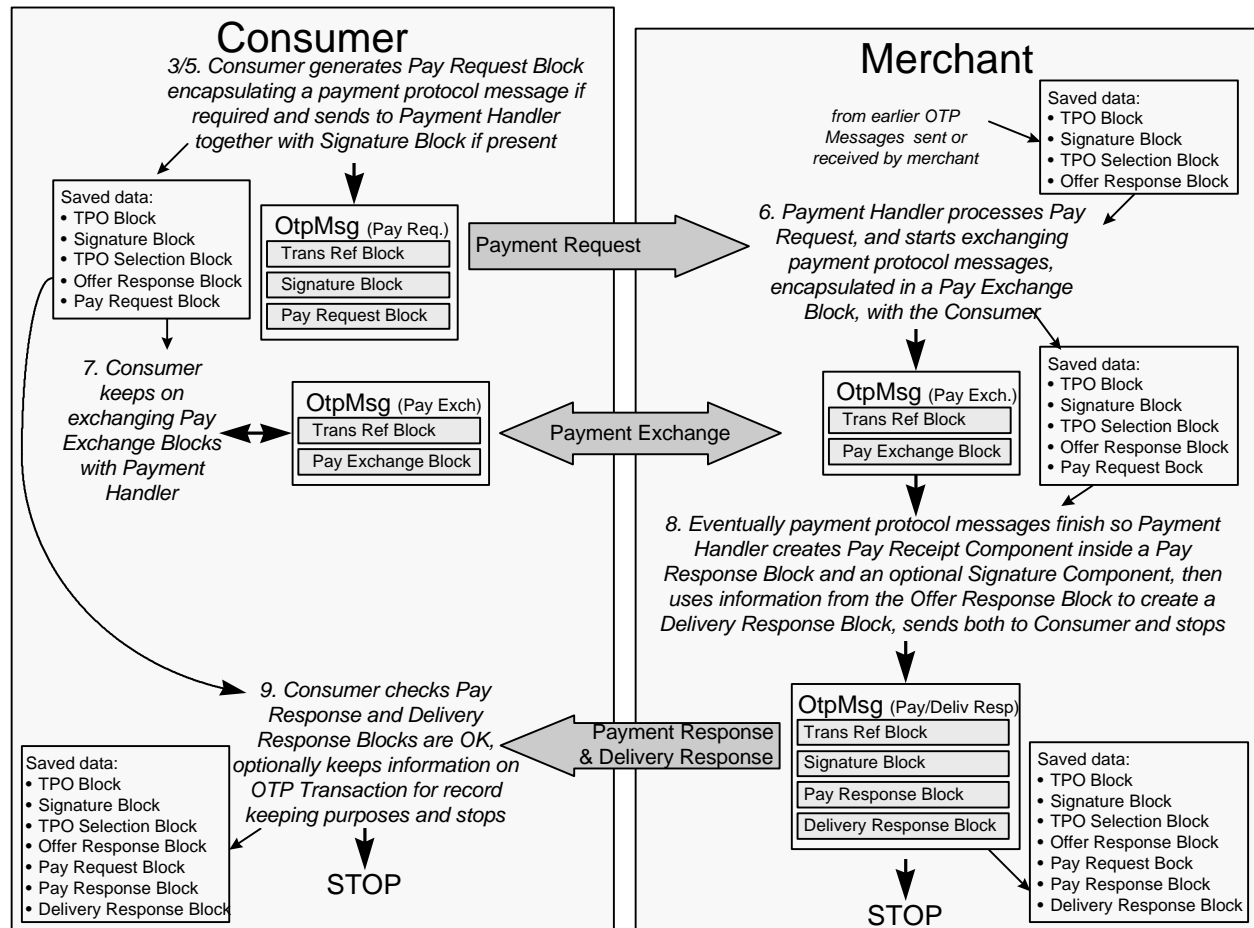 Consumer
3/5. Consumer generates Pay Request Block
encapsulating a payment protocol message if
required and sends to Payment Handler
together with Signature Block if present
Saved data:
• TPO Block
• Signature Block
• TPO Selection Block
• Offer Response Block
• Pay Request Block
OtpMsg (Pay Req.)
Trans Ref Block
Signature Block
Pay Request Block
Payment Request
Merchant
from earlier OTP
Messages sent or
received by merchant
Saved data:
• TPO Block
• Signature Block
• TPO Selection Block
• Offer Response Block
6. Payment Handler processes Pay
Request, and starts exchanging
payment protocol messages,
encapsulated in a Pay Exchange
Block, with the Consumer
7. Consumer
keeps on
exchanging Pay
Exchange Blocks
with Payment
Handler
OtpMsg (Pay Exch)
Trans Ref Block
Pay Exchange Block
Payment Exchange
OtpMsg (Pay Exch.)
Trans Ref Block
Pay Exchange Block
Saved data:
• TPO Block
• Signature Block
• TPO Selection Block
• Offer Response Block
• Pay Request Bock
8. Eventually payment protocol messages finish so Payment
Handler creates Pay Receipt Component inside a Pay
Response Block and an optional Signature Component, then
uses information from the Offer Response Block to create a
Delivery Response Block, sends both to Consumer and stops
OtpMsg (Pay/Deliv Resp)
Trans Ref Block
Signature Block
Pay Response Block
Delivery Response Block
Payment Response
& Delivery Response
9. Consumer checks Pay
Response and Delivery
Response Blocks are OK,
optionally keeps information on
OTP Transaction for record
keeping purposes and stops
Saved data:
• TPO Block
• Signature Block
• TPO Selection Block
• Offer Response Block
• Pay Request Block
• Pay Response Block
• Delivery Response Block
STOP
Saved data:
• TPO Block
• Signature Block
• TPO Selection Block
• Offer Response Block
• Pay Request Bock
• Pay Response Block
• Delivery Response Block
STOP